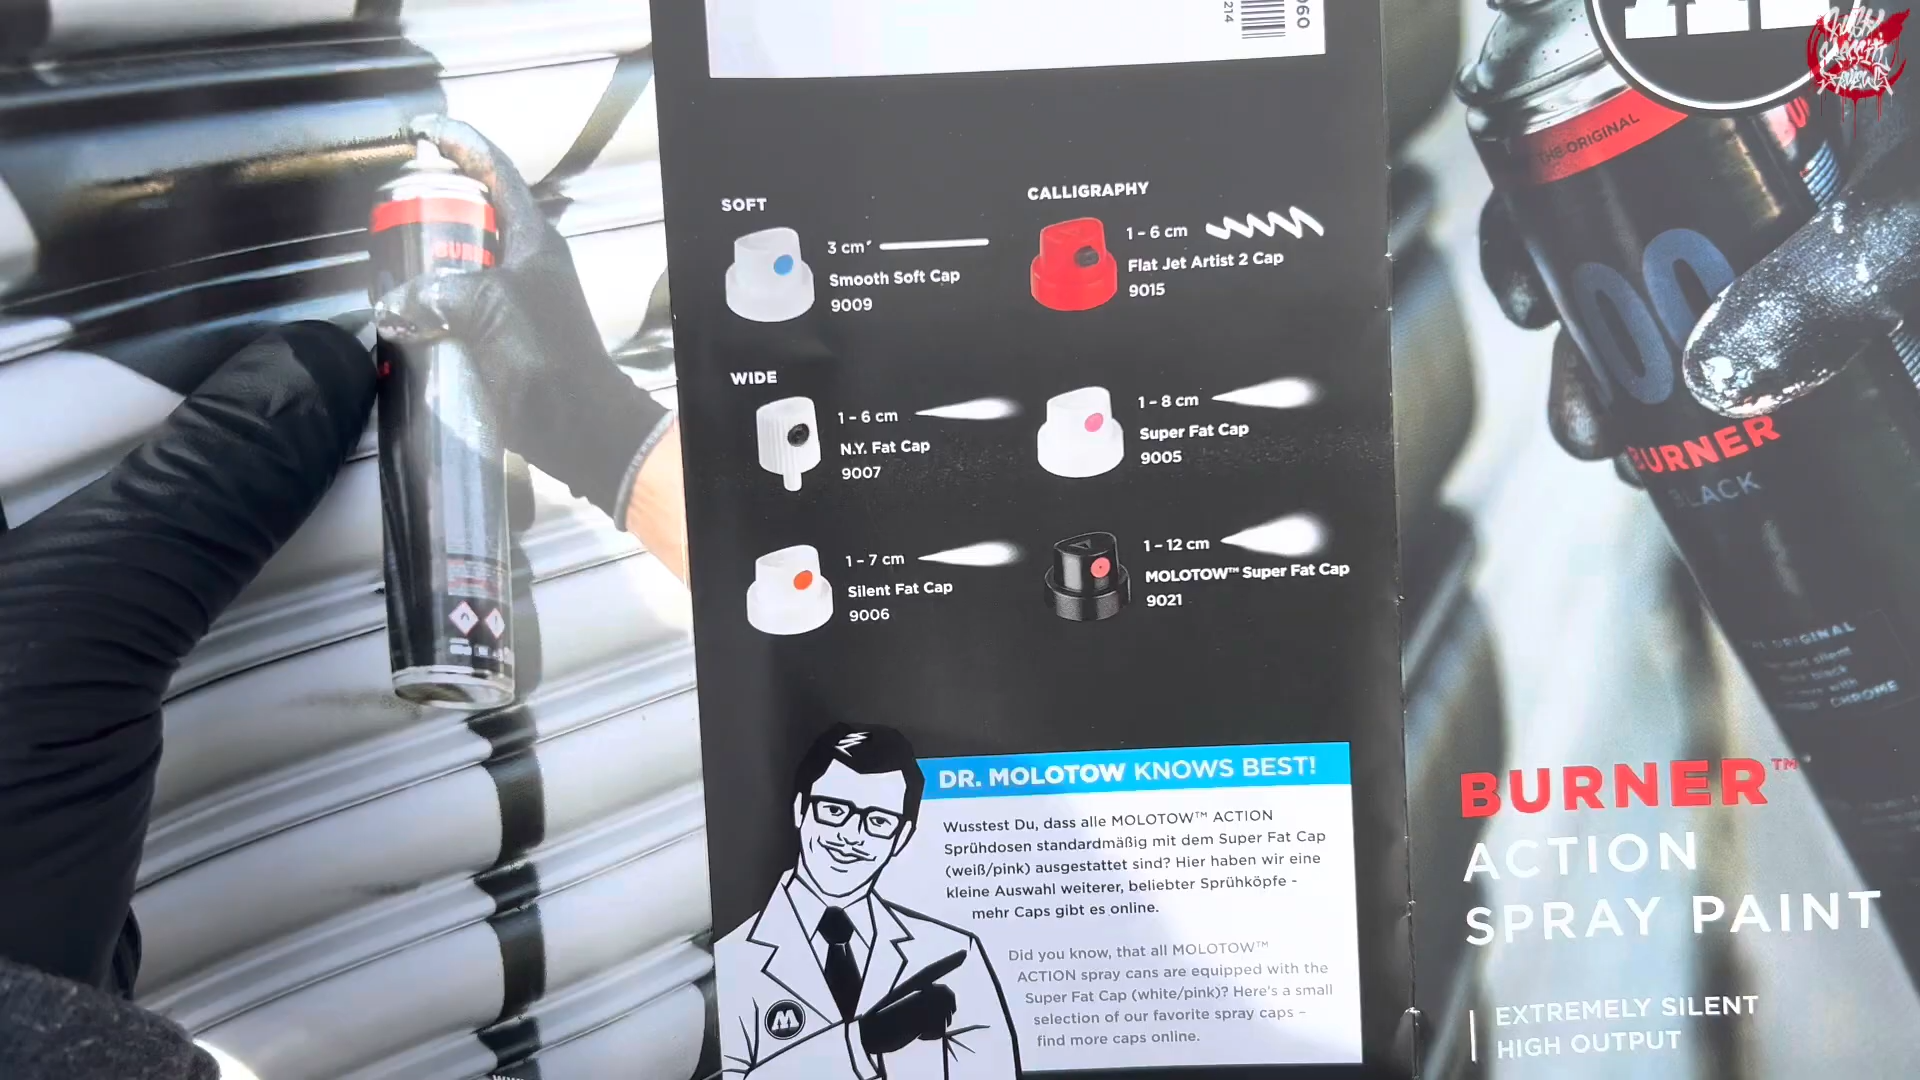 060
214
SOFT
3 cm
Smooth Soft Cap
9009
CALLIGRAPHY
1 – 6 cm
Flat Jet Artist 2 Cap
9015
WIDE
1 – 6 cm
N.Y. Fat Cap
9007
1 – 8 cm
Super Fat Cap
9005
1 – 7 cm
Silent Fat Cap
9006
1 – 12 cm
MOLOTOW™ Super Fat Cap
9021
DR. MOLOTOW KNOWS BEST!
Wusstest Du, dass alle MOLOTOW™ ACTION
Sprühdosen standardmäßig mit dem Super Fat Cap
(weiß/pink) ausgestattet sind? Hier haben wir eine
kleine Auswahl weiterer, beliebter Sprühköpfe -
mehr Caps gibt es online.
Did you know, that all MOLOTOW™
ACTION spray cans are equipped with the
Super Fat Cap (white/pink)? Here's a small
selection of our favorite spray caps –
find more caps online.
BURNER
THE ORIGINAL
BURNER
BLACK
CHROME
BURNER™
ACTION
SPRAY PAINT
EXTREMELY SILENT
HIGH OUTPUT